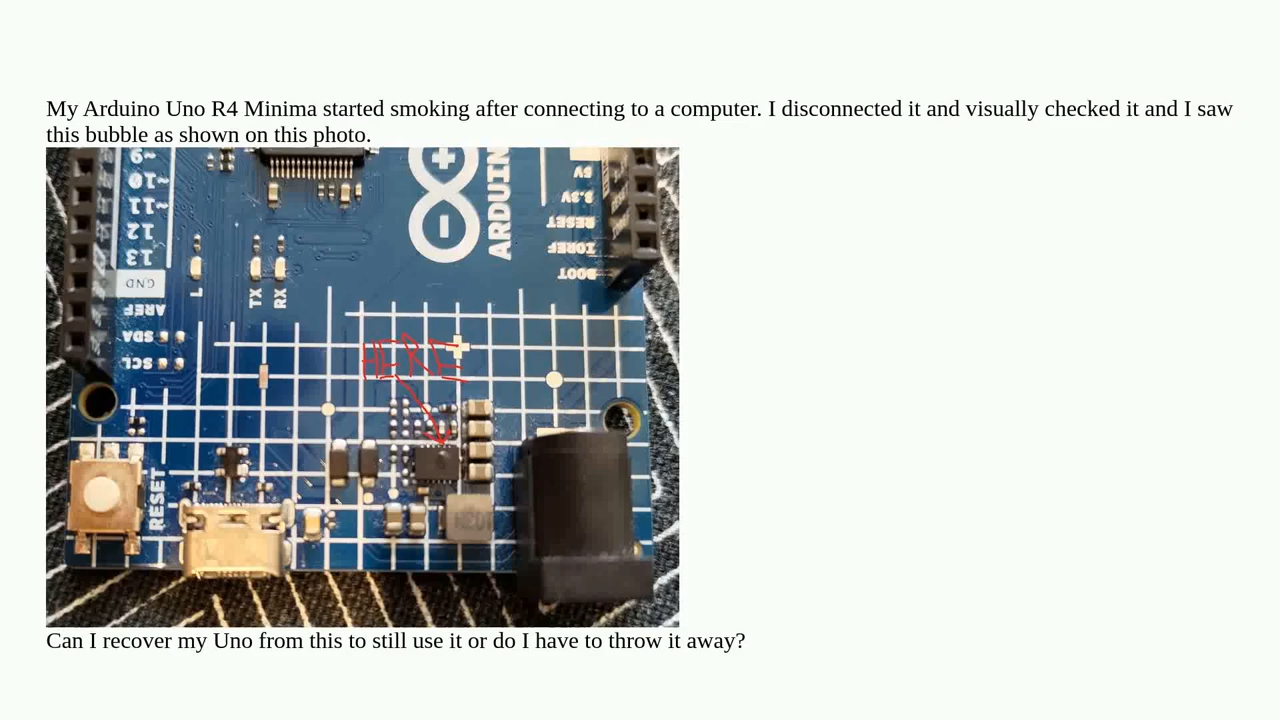 My Arduino Uno R4 Minima started smoking after connecting to a computer. I disconnected it and visually checked it and I saw
this bubble as shown on this photo.
~9
~10
~11
12
13
GND
AREF
SDA
SCL
L
TX
RX
ARDUIN
5V
3.3V
RESET
IOREF
BOOT
HERE
RESET
Can I recover my Uno from this to still use it or do I have to throw it away?